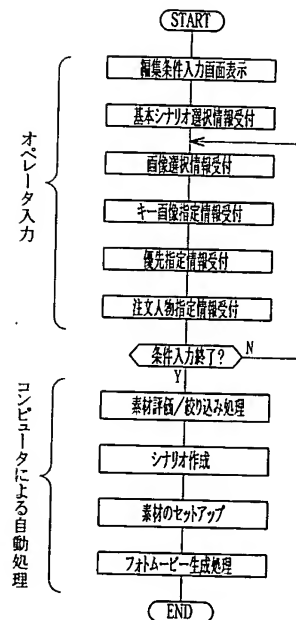 START
編集条件入力画面表示
基本シナリオ選択情報受付
画像選択情報受付
キー画像指定情報受付
優先指定情報受付
注文人物指定情報受付
オペレータ入力
条件入力終了?
N
Y
素材評価/絞り込み処理
シナリオ作成
素材のセットアップ
フォトムービー生成処理
コンピュータによる自動処理
END